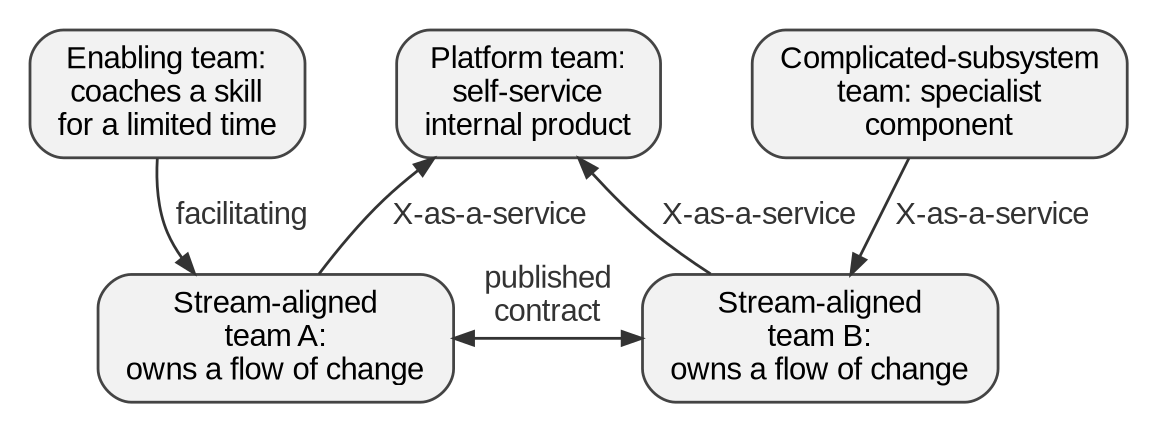 Enabling team:
coaches a skill
for a limited time
Platform team:
self-service
internal product
Complicated-subsystem
team: specialist
component
facilitating
X-as-a-service
X-as-a-service
X-as-a-service
published
contract
Stream-aligned
team A:
owns a flow of change
Stream-aligned
team B:
owns a flow of change